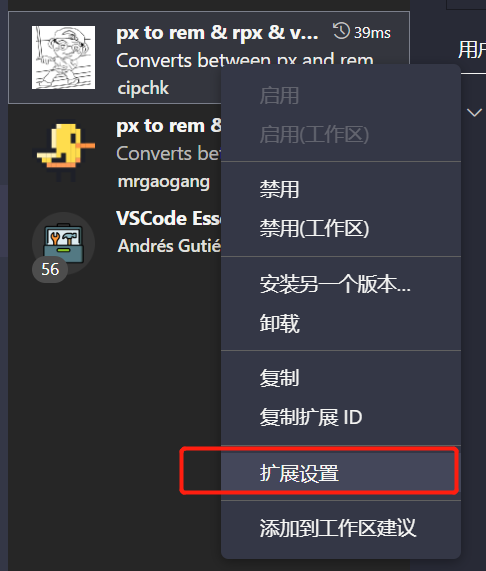 px to rem & rpx & v... 39ms
Converts between px and rem
cipchk
px to rem &
Converts be
mrgaogang
VSCode Ess
Andrés Gutié
56
用户
启用
启用(工作区)
禁用
禁用(工作区)
安装另一个版本...
卸载
复制
复制扩展 ID
扩展设置
添加到工作区建议